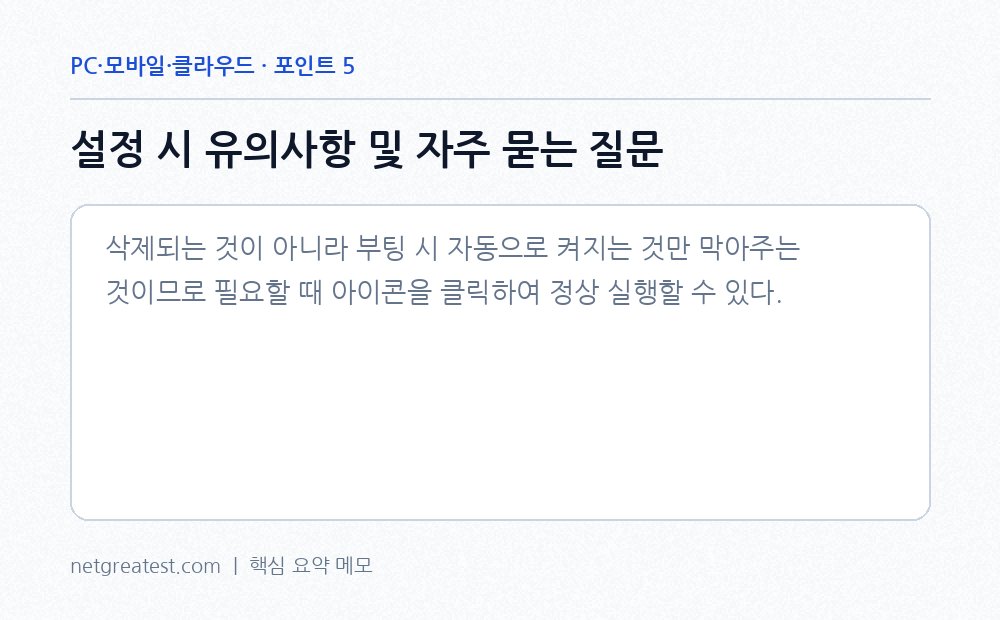 PC·모바일·클라우드 · 포인트 5
설정 시 유의사항 및 자주 묻는 질문
삭제되는 것이 아니라 부팅 시 자동으로 켜지는 것만 막아주는
것이므로 필요할 때 아이콘을 클릭하여 정상 실행할 수 있다.
netgreatest.com | 핵심 요약 메모